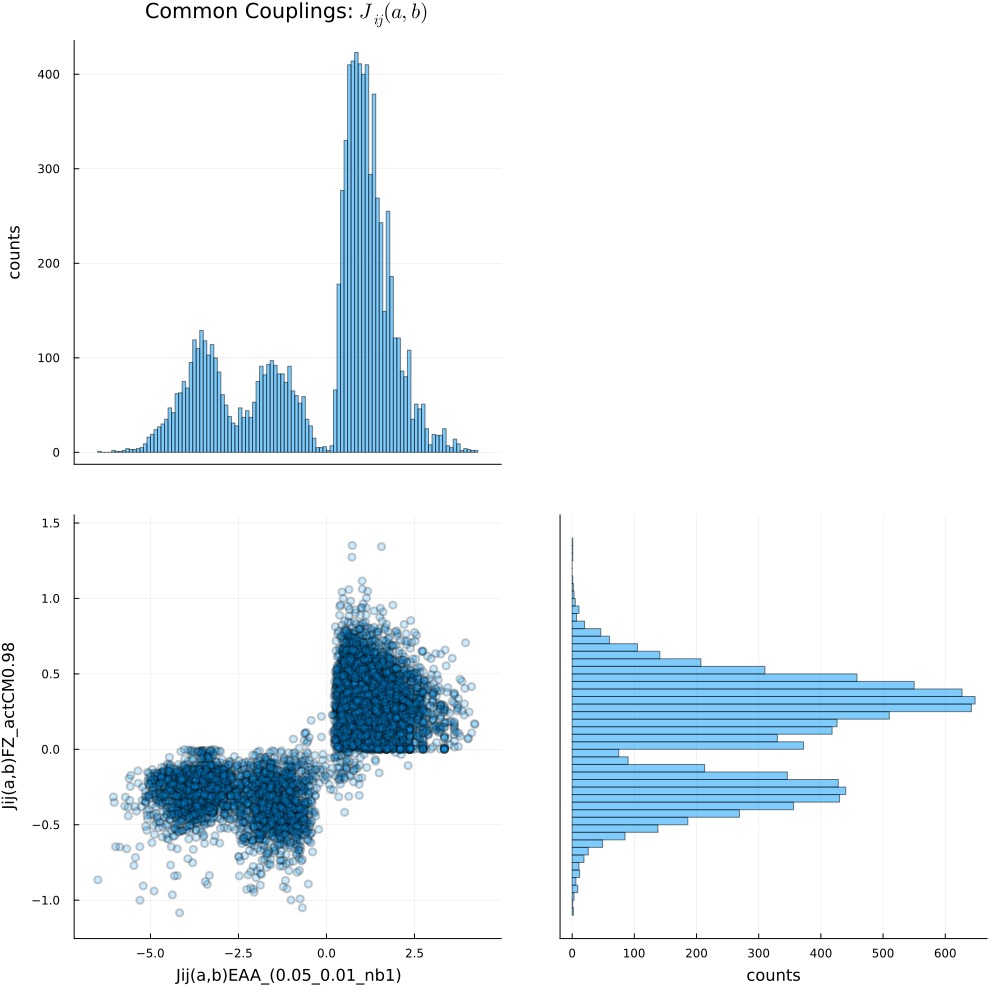 Common Couplings: J_ij(a, b)
400
300
200
100
0
counts
1.5
1.0
0.5
0.0
−0.5
−1.0
Jij(a,b)FZ_actCM0.98
−5.0 −2.5 0.0 2.5
Jij(a,b)EAA_(0.05_0.01_nb1)
0 100 200 300 400 500 600
counts